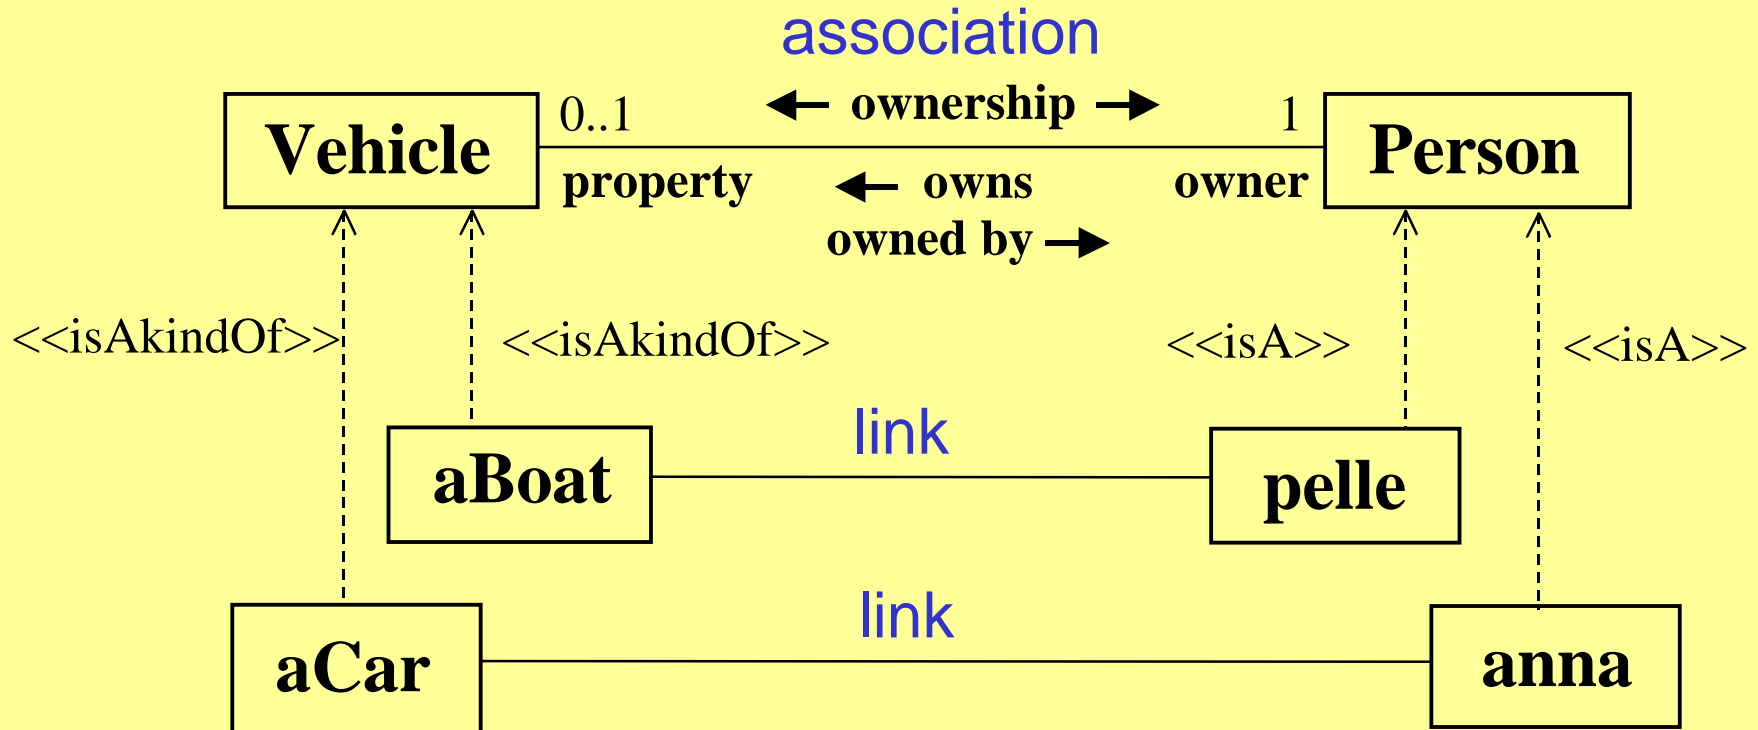 association
0..1
ownership
1
Vehicle
Person
property
owns
owner
owned by
<<isAkindOf>>
<<isAkindOf>>
<<isA>>
<<isA>>
link
aBoat
pelle
link
aCar
anna